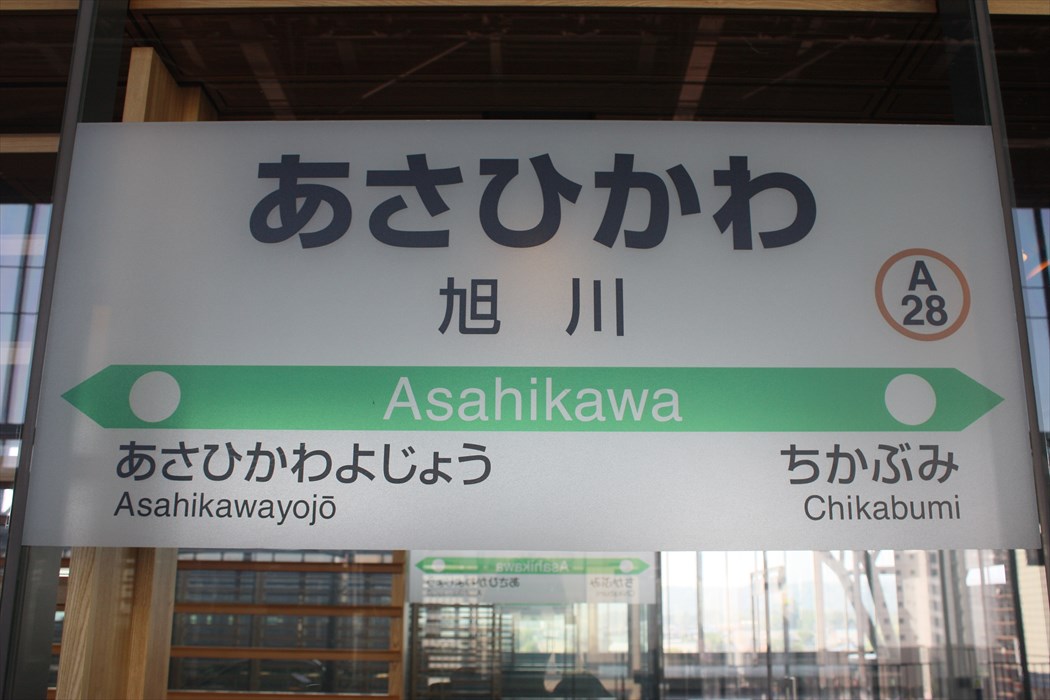 あさひかわ
旭 川
A
28
Asahikawa
あさひかわよじょう
Asahikawayojō
ちかぶみ
Chikabumi
Asahikawa